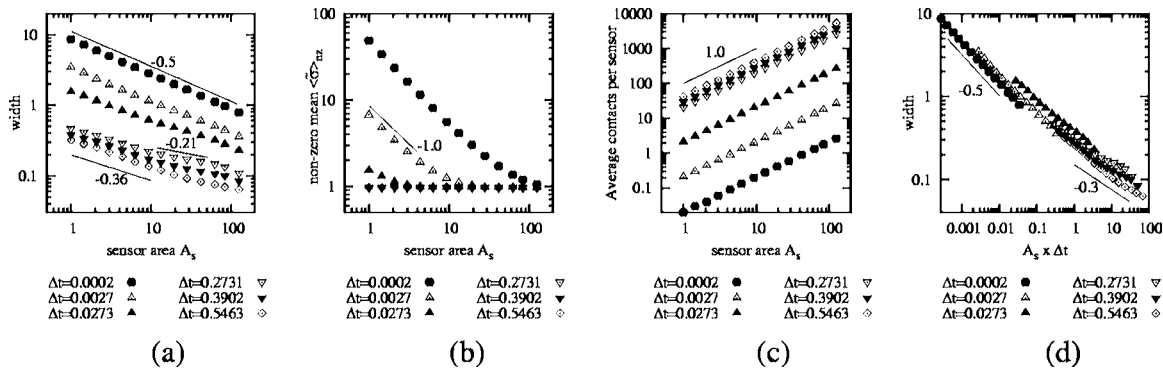 10
1
0.1
width
-0.5
-0.21
-0.36
1 10 100
sensor area A_s
Δt=0.0002 Δt=0.2731
Δt=0.0027 Δt=0.3902
Δt=0.0273 Δt=0.5463
(a)
100
10
1
non-zero mean <σ̃>_nz
-1.0
1 10 100
sensor area A_s
Δt=0.0002 Δt=0.2731
Δt=0.0027 Δt=0.3902
Δt=0.0273 Δt=0.5463
(b)
10000
1000
100
10
1
0.1
Average contacts per sensor
1.0
1 10 100
sensor area A_s
Δt=0.0002 Δt=0.2731
Δt=0.0027 Δt=0.3902
Δt=0.0273 Δt=0.5463
(c)
10
1
0.1
width
-0.5
-0.3
0.001 0.01 0.1 1 10 100
A_s x Δt
Δt=0.0002 Δt=0.2731
Δt=0.0027 Δt=0.3902
Δt=0.0273 Δt=0.5463
(d)